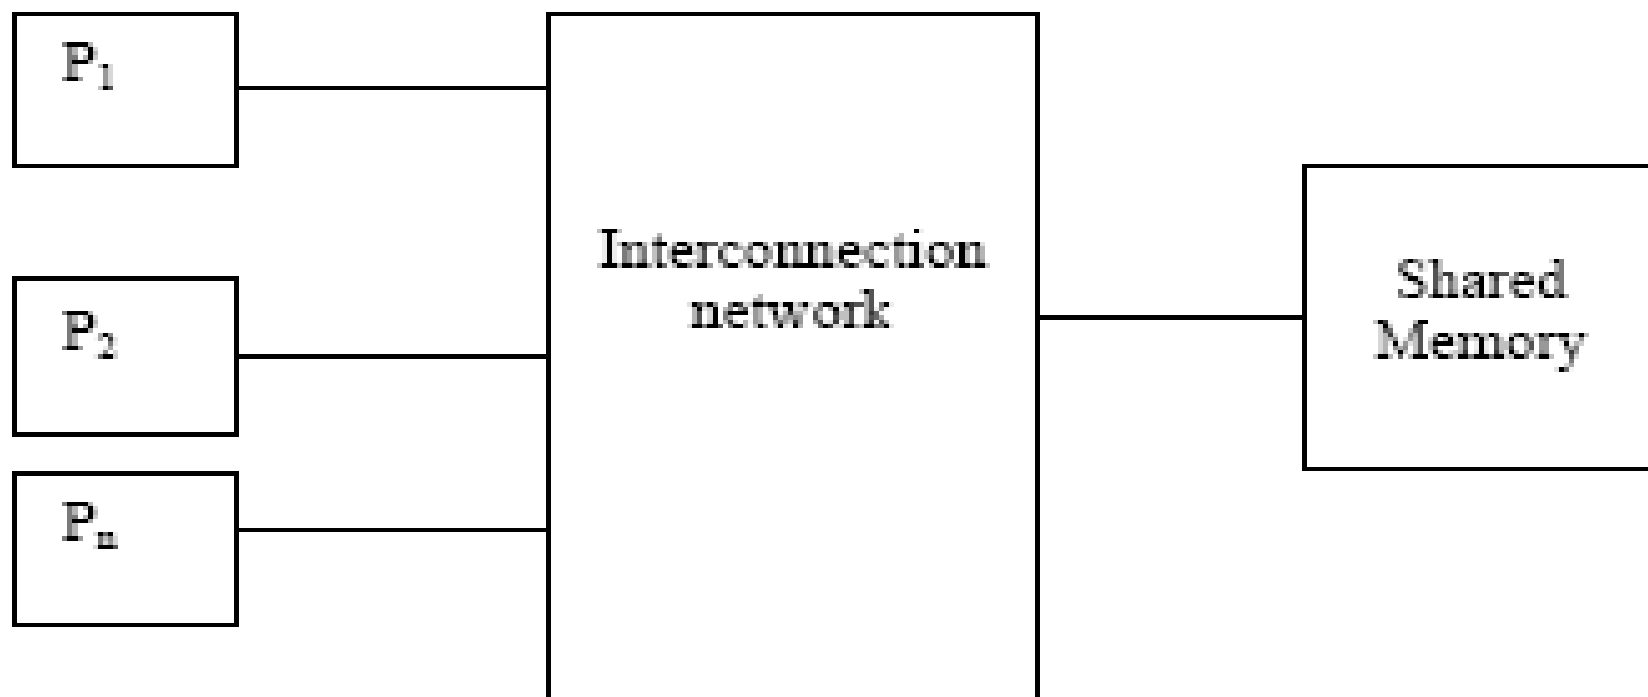 P₁
P₂
Pₙ
Interconnection
network
Shared
Memory